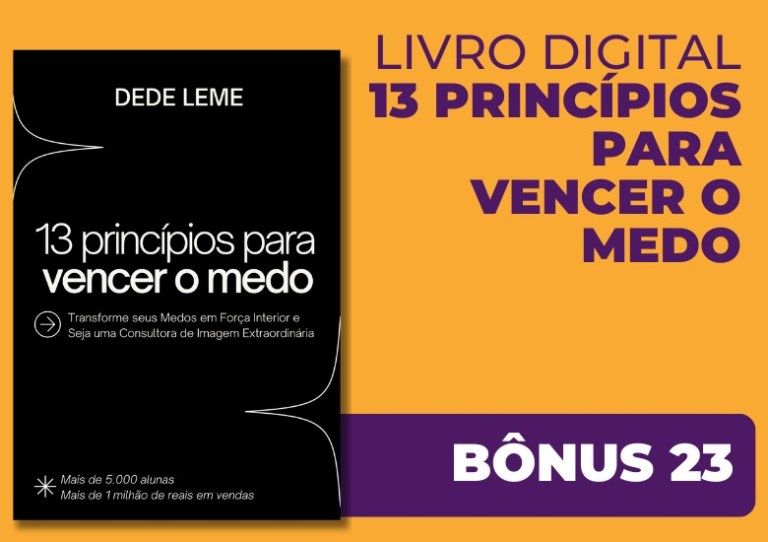 DEDE LEME
13 princípios para
vencer o medo
Transforme seus Medos em Força Interior e
Seja uma Consultora de Imagem Extraordinária
Mais de 5.000 alunas
Mais de 1 milhão de reais em vendas
LIVRO DIGITAL
13 PRINCÍPIOS
PARA
VENCER O
MEDO
BÔNUS 23